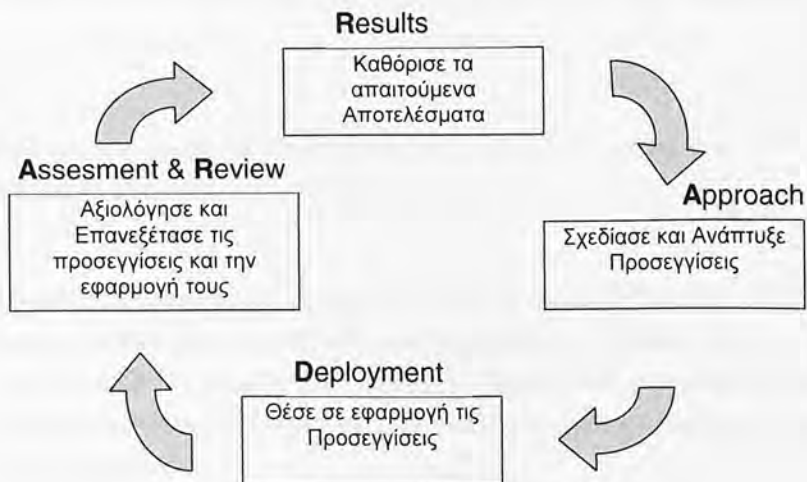 Results
Καθόρισε τα
απαιτούμενα
Αποτελέσματα
Approach
Σχεδίασε και Ανάπτυξε
Προσεγγίσεις
Deployment
Θέσε σε εφαρμογή τις
Προσεγγίσεις
Assesment & Review
Αξιολόγησε και
Επανεξέτασε τις
προσεγγίσεις και την
εφαρμογή τους